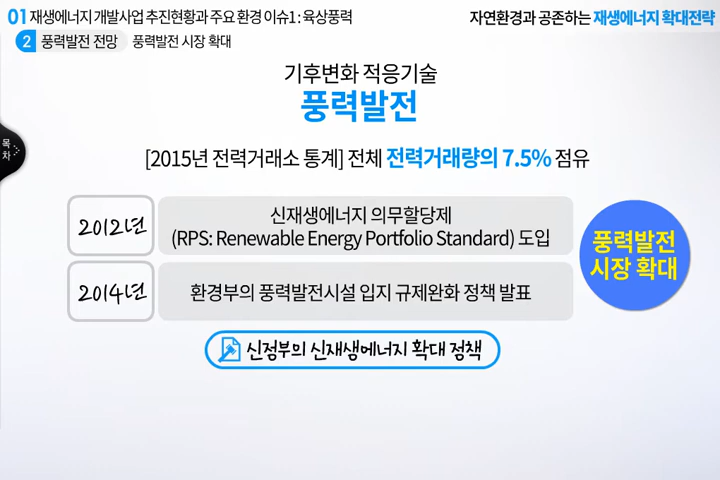 01 재생에너지 개발사업 추진현황과 주요 환경 이슈1 : 육상풍력
자연환경과 공존하는 재생에너지 확대전략
2 풍력발전 전망 풍력발전 시장 확대
목차
기후변화 적응기술
풍력발전
[2015년 전력거래소 통계] 전체 전력거래량의 7.5% 점유
2012년
신재생에너지 의무할당제
(RPS: Renewable Energy Portfolio Standard) 도입
2014년
환경부의 풍력발전시설 입지 규제완화 정책 발표
풍력발전
시장 확대
신정부의 신재생에너지 확대 정책